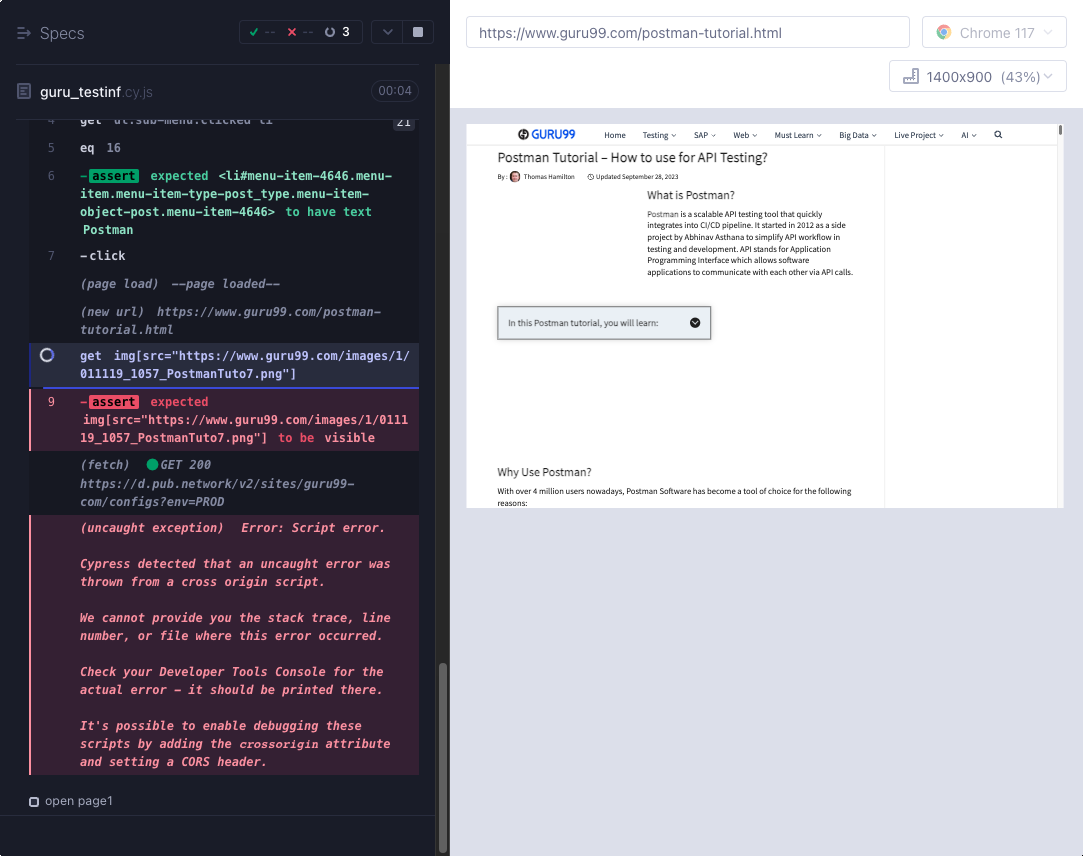 Specs
-- -- 3
guru_testinf.cy.js
00:04
4 get ul.sub-menu.clicked li 21
5 eq 16
6 -assert expected <li#menu-item-4646.menu-
item.menu-item-type-post_type.menu-item-
object-post.menu-item-4646> to have text
Postman
7 -click
(page load) --page loaded--
(new url) https://www.guru99.com/postman-
tutorial.html
get img[src="https://www.guru99.com/images/1/
011119_1057_PostmanTuto7.png"]
9 -assert expected
img[src="https://www.guru99.com/images/1/0111
19_1057_PostmanTuto7.png"] to be visible
(fetch) GET 200
https://d.pub.network/v2/sites/guru99-
com/configs?env=PROD
(uncaught exception) Error: Script error.
Cypress detected that an uncaught error was
thrown from a cross origin script.
We cannot provide you the stack trace, line
number, or file where this error occurred.
Check your Developer Tools Console for the
actual error - it should be printed there.
It's possible to enable debugging these
scripts by adding the crossorigin attribute
and setting a CORS header.
open page1
https://www.guru99.com/postman-tutorial.html
Chrome 117
1400x900 (43%)
GURU99 Home Testing SAP Web Must Learn Big Data Live Project AI
Postman Tutorial – How to use for API Testing?
By : Thomas Hamilton Updated September 28, 2023
What is Postman?
Postman is a scalable API testing tool that quickly
integrates into CI/CD pipeline. It started in 2012 as a side
project by Abhinav Asthana to simplify API workflow in
testing and development. API stands for Application
Programming Interface which allows software
applications to communicate with each other via API calls.
In this Postman tutorial, you will learn:
Why Use Postman?
With over 4 million users nowadays, Postman Software has become a tool of choice for the following
reasons: